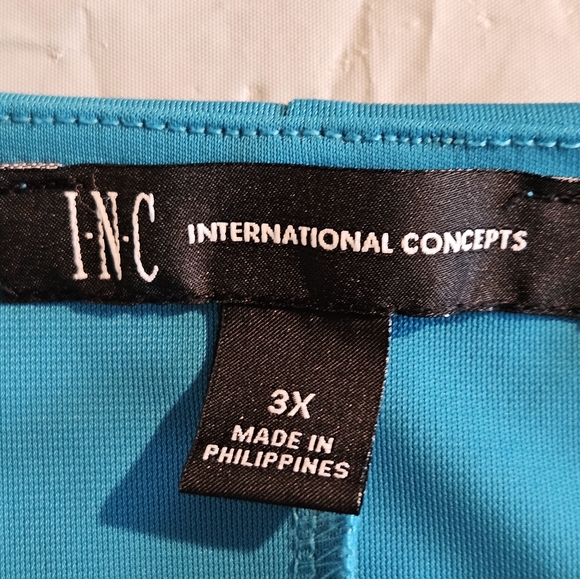 I·N·C INTERNATIONAL CONCEPTS
3X
MADE IN
PHILIPPINES